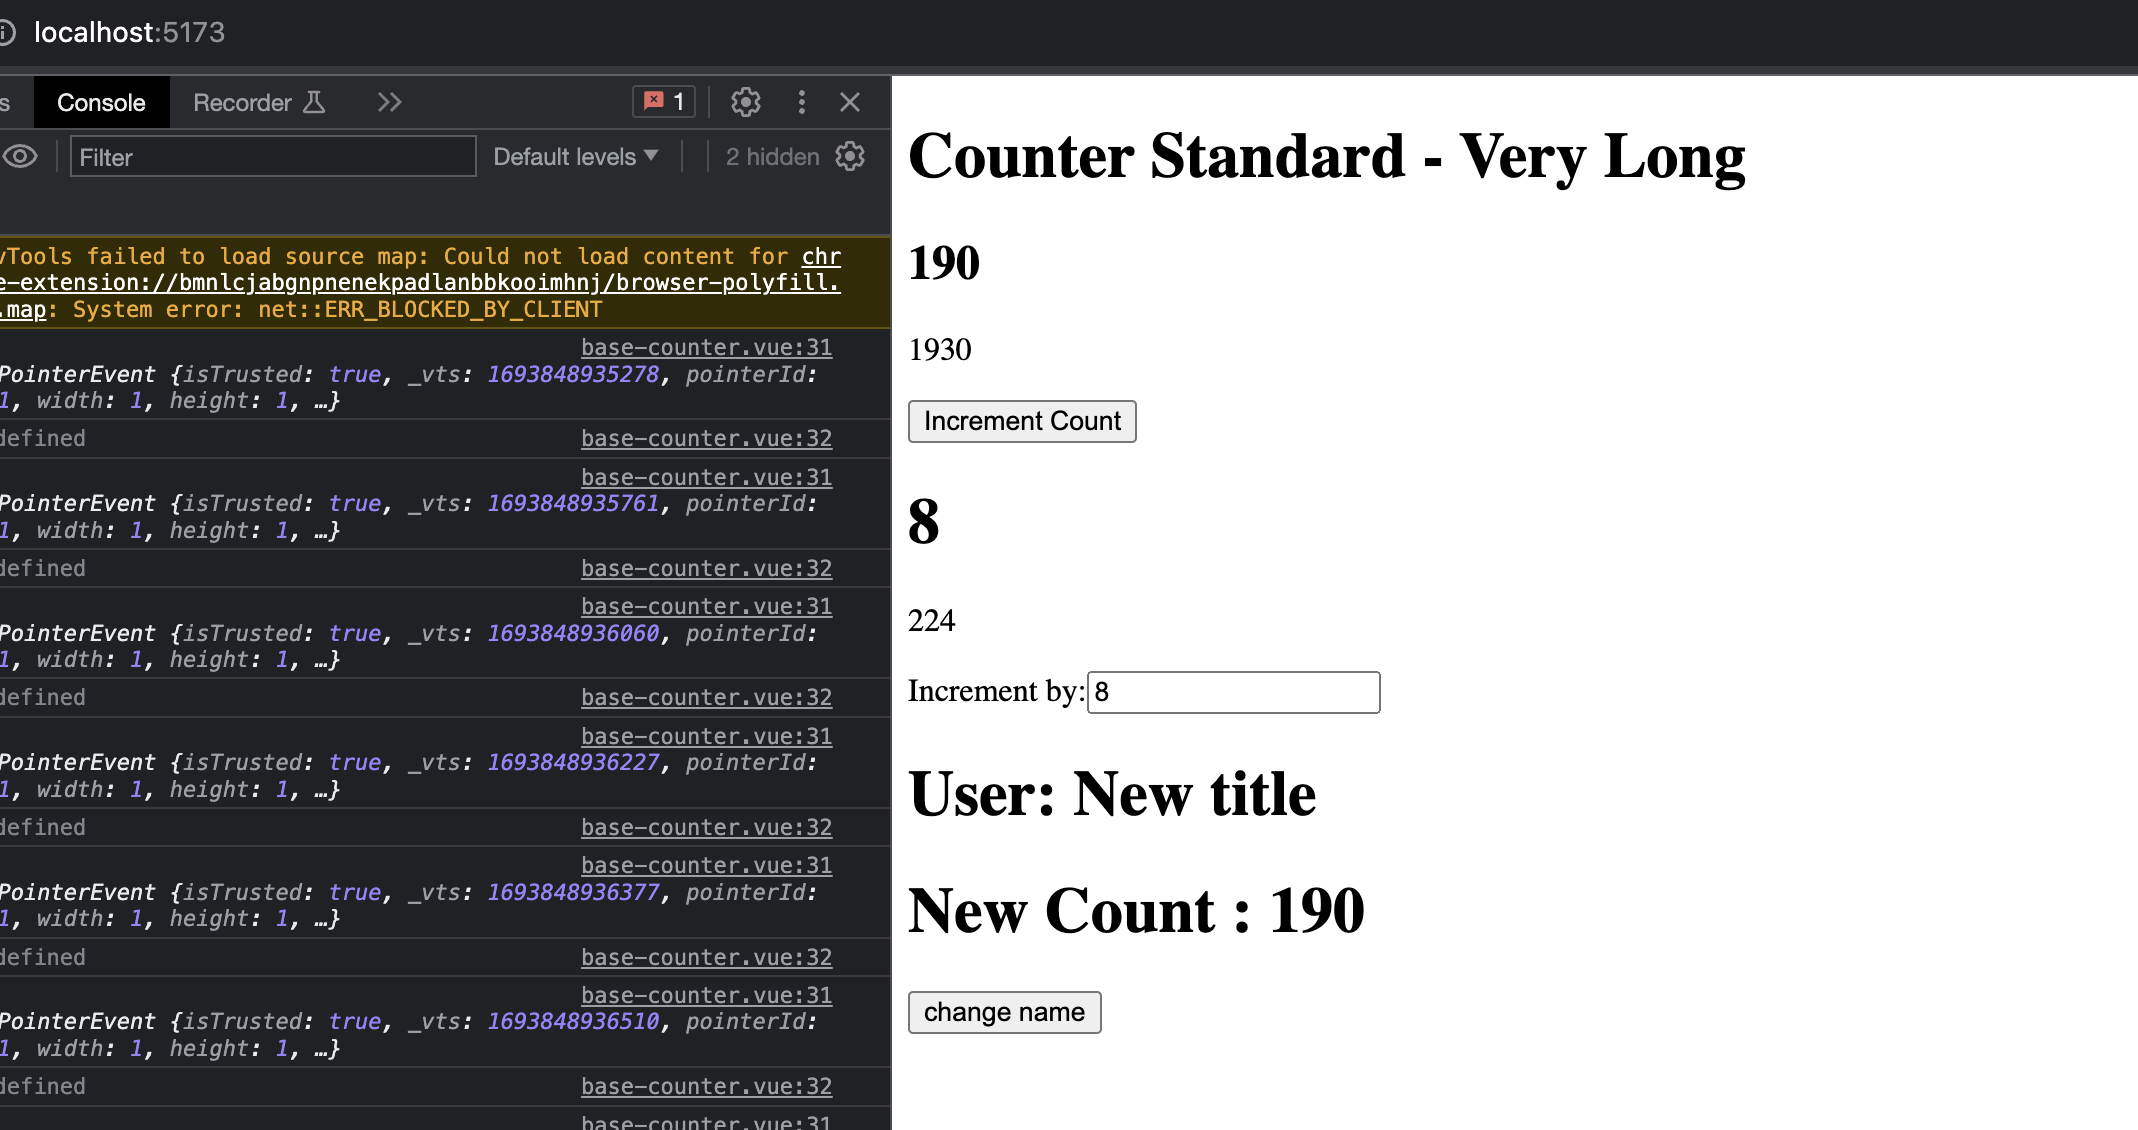 localhost:5173
s Console Recorder 1
Filter Default levels 2 hidden
vTools failed to load source map: Could not load content for chr
e-extension://bmnlcjabgnpnenekpadlanbbkooimhnj/browser-polyfill.
.map: System error: net::ERR_BLOCKED_BY_CLIENT
base-counter.vue:31
PointerEvent {isTrusted: true, _vts: 1693848935278, pointerId:
1, width: 1, height: 1, …}
defined base-counter.vue:32
base-counter.vue:31
PointerEvent {isTrusted: true, _vts: 1693848935761, pointerId:
1, width: 1, height: 1, …}
defined base-counter.vue:32
base-counter.vue:31
PointerEvent {isTrusted: true, _vts: 1693848936060, pointerId:
1, width: 1, height: 1, …}
defined base-counter.vue:32
base-counter.vue:31
PointerEvent {isTrusted: true, _vts: 1693848936227, pointerId:
1, width: 1, height: 1, …}
defined base-counter.vue:32
base-counter.vue:31
PointerEvent {isTrusted: true, _vts: 1693848936377, pointerId:
1, width: 1, height: 1, …}
defined base-counter.vue:32
base-counter.vue:31
PointerEvent {isTrusted: true, _vts: 1693848936510, pointerId:
1, width: 1, height: 1, …}
defined base-counter.vue:32
base-counter.vue:31
Counter Standard - Very Long
190
1930
Increment Count
8
224
Increment by: 8
User: New title
New Count : 190
change name